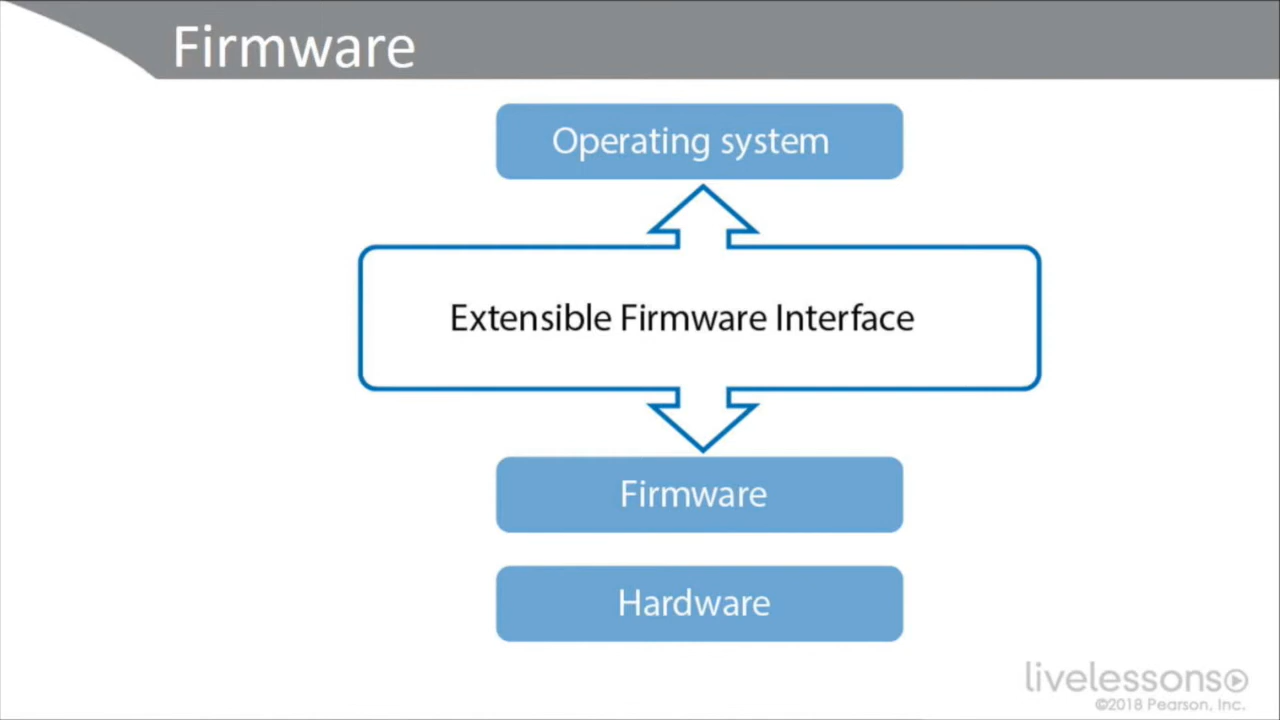 Firmware
Operating system
Extensible Firmware Interface
Firmware
Hardware
livelessons
©2018 Pearson, Inc.